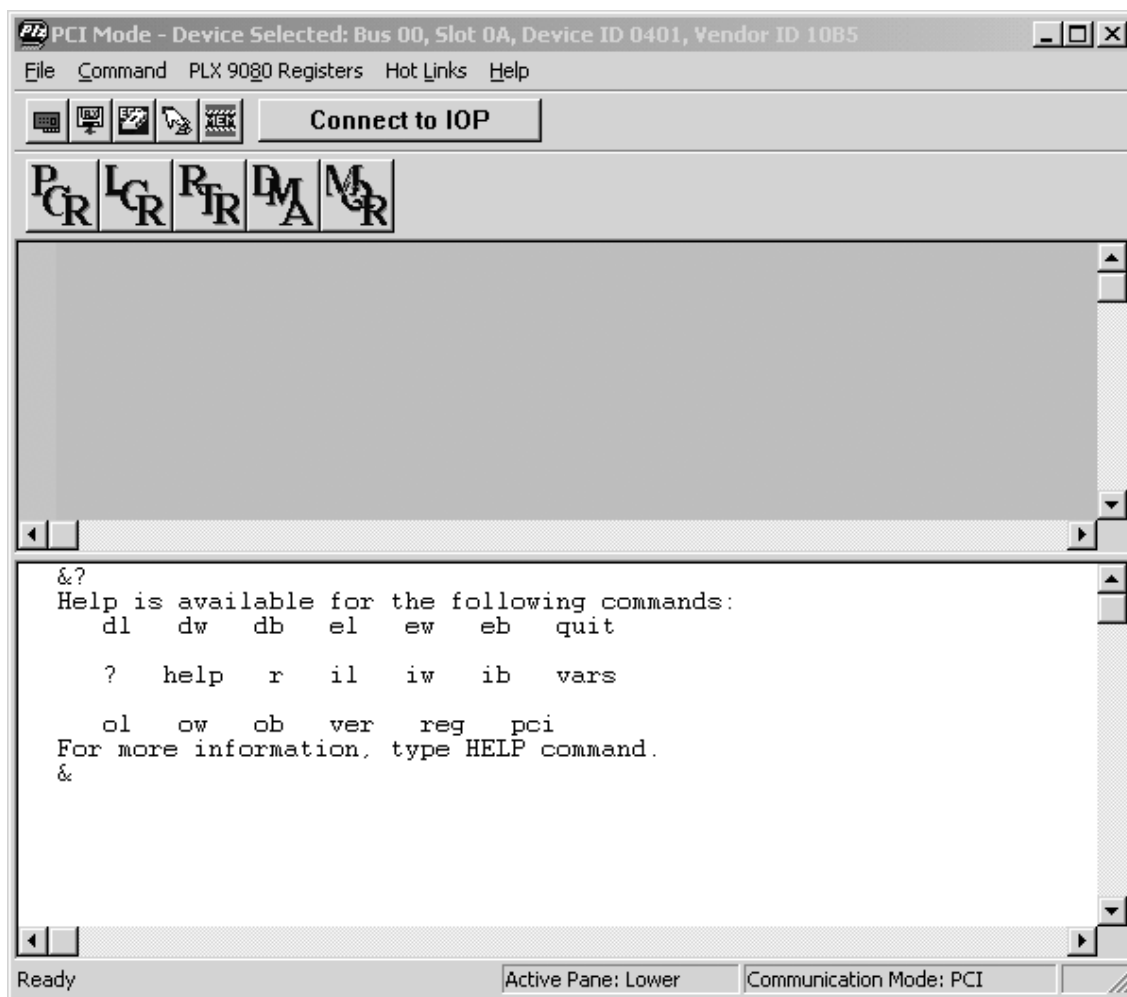 PCI Mode - Device Selected: Bus 00, Slot 0A, Device ID 0401, Vendor ID 10B5
File Command PLX 9080 Registers Hot Links Help
Connect to IOP
PCR LCR RTR DMA MQR
&?
Help is available for the following commands:
dl dw db el ew eb quit
? help r il iw ib vars
ol ow ob ver reg pci
For more information, type HELP command.
&
Ready Active Pane: Lower Communication Mode: PCI